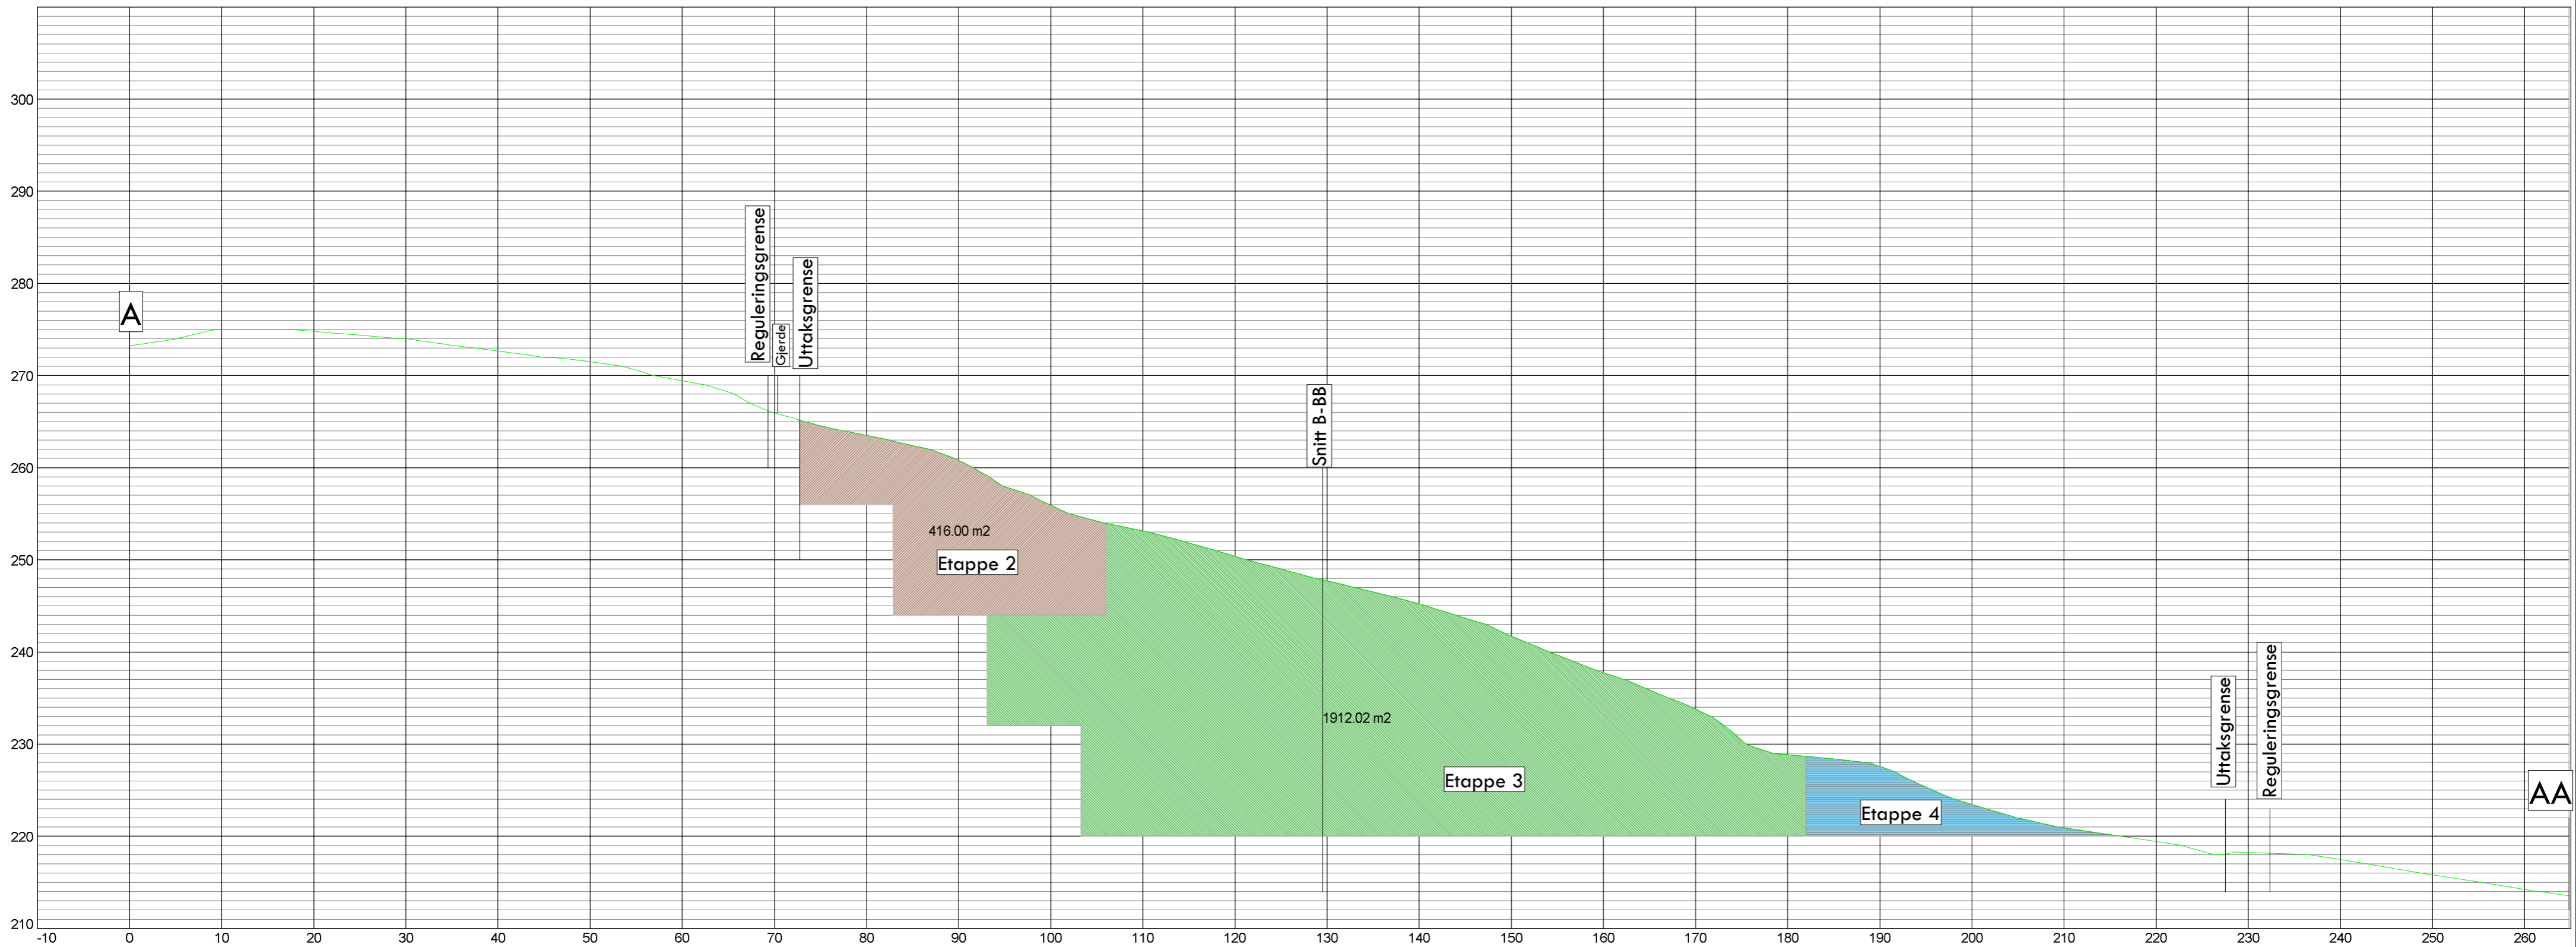 300
290
280
270
260
250
240
230
220
210
A
Reguleringsgrense
Gjerde
Uttaksgrense
Snitt B-BB
416.00 m2
Etappe 2
1912.02 m2
Etappe 3
Etappe 4
Uttaksgrense
Reguleringsgrense
AA
-10 0 10 20 30 40 50 60 70 80 90 100 110 120 130 140 150 160 170 180 190 200 210 220 230 240 250 260